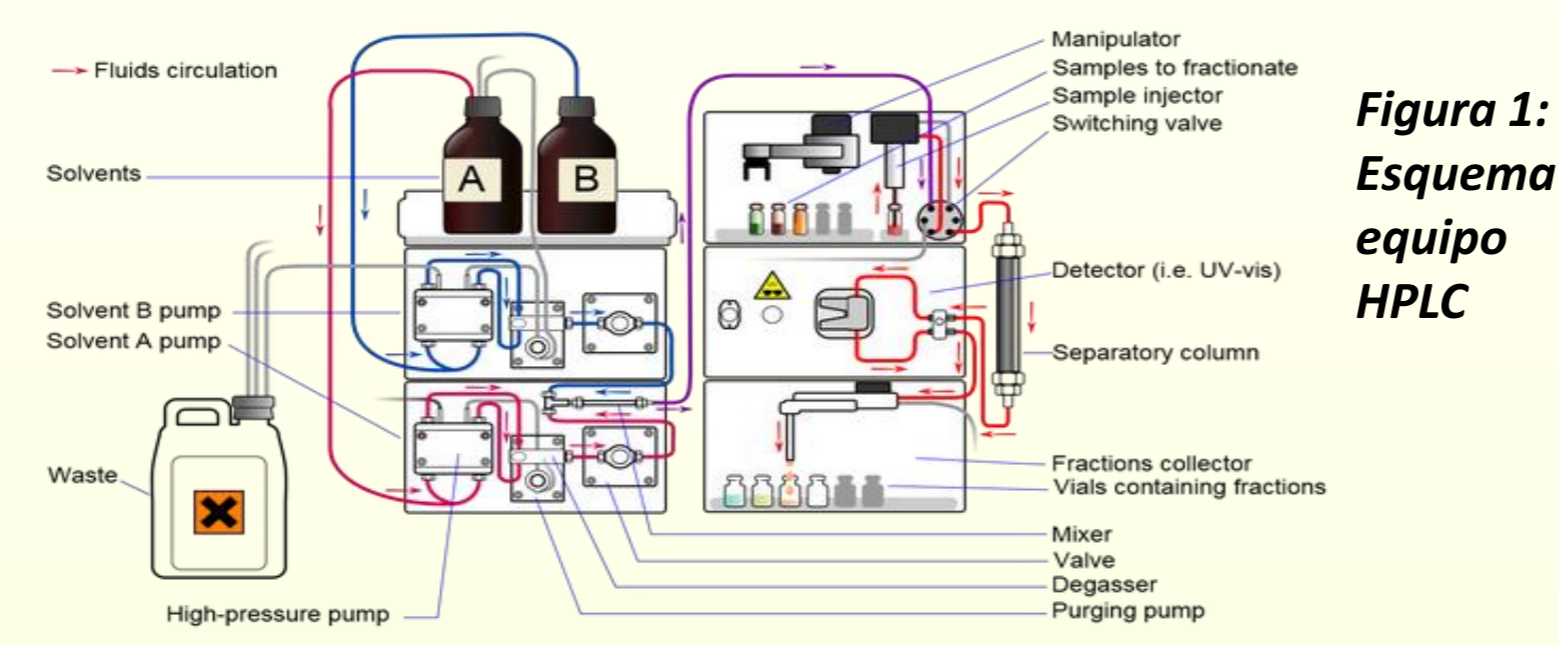 Fluids circulation
Solvents
A
B
Solvent B pump
Solvent A pump
Waste
High-pressure pump
Manipulator
Samples to fractionate
Sample injector
Switching valve
Detector (i.e. UV-vis)
Separatory column
Fractions collector
Vials containing fractions
Mixer
Valve
Degasser
Purging pump
Figura 1:
Esquema
equipo
HPLC